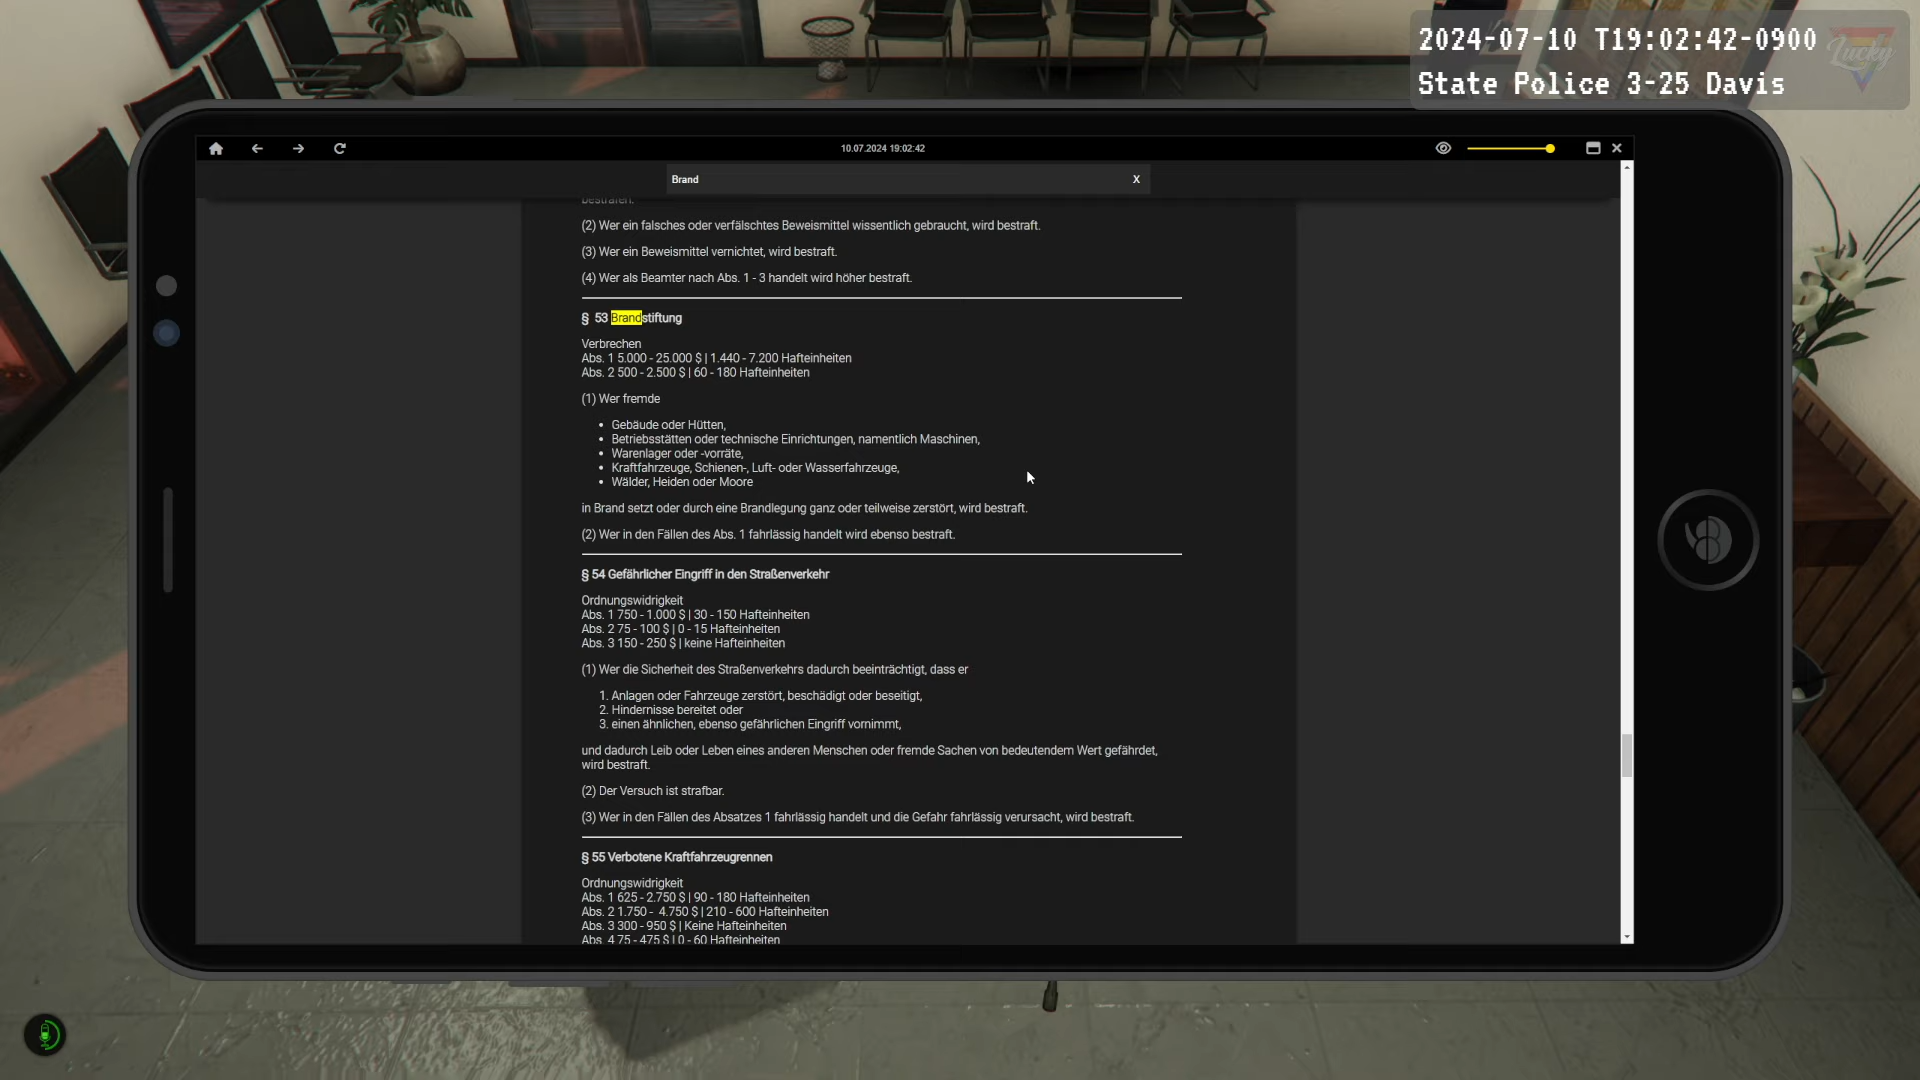 2024-07-10 T19:02:42-0900
State Police 3-25 Davis
Lucky
10.07.2024 19:02:42
Brand
X
bestrafen.
(2) Wer ein falsches oder verfälschtes Beweismittel wissentlich gebraucht, wird bestraft.
(3) Wer ein Beweismittel vernichtet, wird bestraft.
(4) Wer als Beamter nach Abs. 1 - 3 handelt wird höher bestraft.
§ 53 Brandstiftung
Verbrechen
Abs. 1 5.000 - 25.000 $ | 1.440 - 7.200 Hafteinheiten
Abs. 2 500 - 2.500 $ | 60 - 180 Hafteinheiten
(1) Wer fremde
• Gebäude oder Hütten,
• Betriebsstätten oder technische Einrichtungen, namentlich Maschinen,
• Warenlager oder -vorräte,
• Kraftfahrzeuge, Schienen-, Luft- oder Wasserfahrzeuge,
• Wälder, Heiden oder Moore
in Brand setzt oder durch eine Brandlegung ganz oder teilweise zerstört, wird bestraft.
(2) Wer in den Fällen des Abs. 1 fahrlässig handelt wird ebenso bestraft.
§ 54 Gefährlicher Eingriff in den Straßenverkehr
Ordnungswidrigkeit
Abs. 1 750 - 1.000 $ | 30 - 150 Hafteinheiten
Abs. 2 75 - 100 $ | 0 - 15 Hafteinheiten
Abs. 3 150 - 250 $ | keine Hafteinheiten
(1) Wer die Sicherheit des Straßenverkehrs dadurch beeinträchtigt, dass er
1. Anlagen oder Fahrzeuge zerstört, beschädigt oder beseitigt,
2. Hindernisse bereitet oder
3. einen ähnlichen, ebenso gefährlichen Eingriff vornimmt,
und dadurch Leib oder Leben eines anderen Menschen oder fremde Sachen von bedeutendem Wert gefährdet,
wird bestraft.
(2) Der Versuch ist strafbar.
(3) Wer in den Fällen des Absatzes 1 fahrlässig handelt und die Gefahr fahrlässig verursacht, wird bestraft.
§ 55 Verbotene Kraftfahrzeugrennen
Ordnungswidrigkeit
Abs. 1 625 - 2.750 $ | 90 - 180 Hafteinheiten
Abs. 2 1.750 - 4.750 $ | 210 - 600 Hafteinheiten
Abs. 3 300 - 950 $ | Keine Hafteinheiten
Abs. 4 75 - 475 $ | 0 - 60 Hafteinheiten